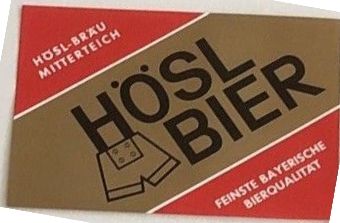 HÖSL-BRÄU
MITTERTEICH
HÖSL
BIER
FEINSTE BAYERISCHE
BIERQUALITÄT